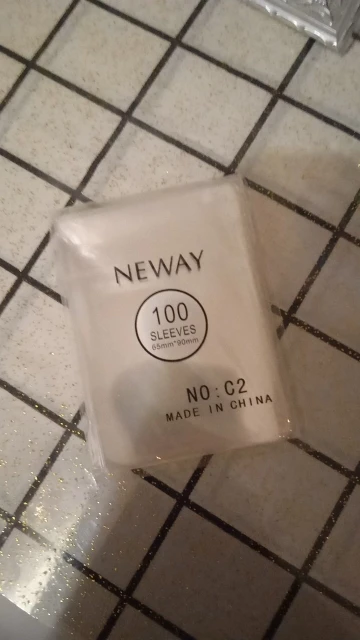 NEWAY
100
SLEEVES
65mm*90mm
NO:C2
MADE IN CHINA